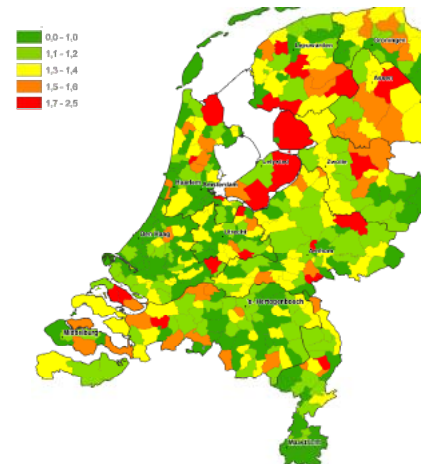 0,0 - 1,0
1,1 - 1,2
1,3 - 1,4
1,5 - 1,6
1,7 - 2,5
Leeuwarden
Groningen
Assen
Lelystad
Zwolle
Haarlem
Amsterdam
Utrecht
Den Haag
Arnhem
's-Hertogenbosch
Middelburg
Maastricht